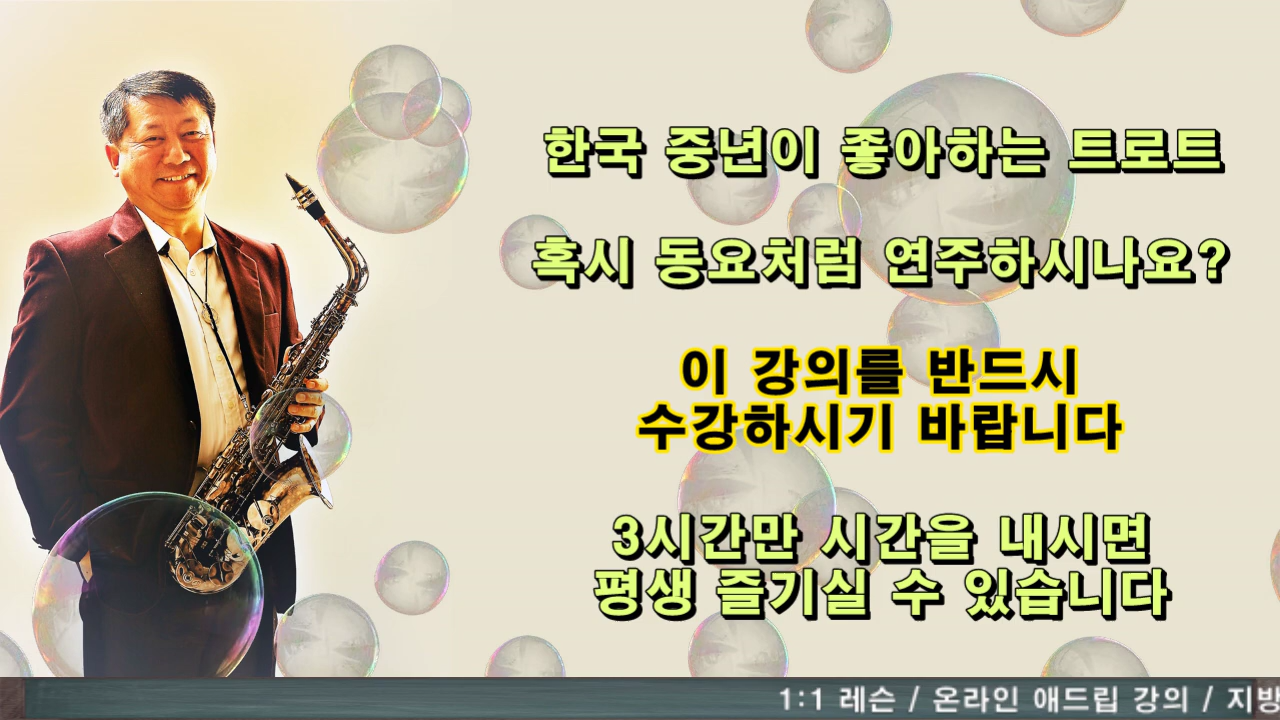 한국 중년이 좋아하는 트로트
혹시 동요처럼 연주하시나요?
이 강의를 반드시
수강하시기 바랍니다
3시간만 시간을 내시면
평생 즐기실 수 있습니다
1:1 레슨 / 온라인 애드립 강의 / 지방